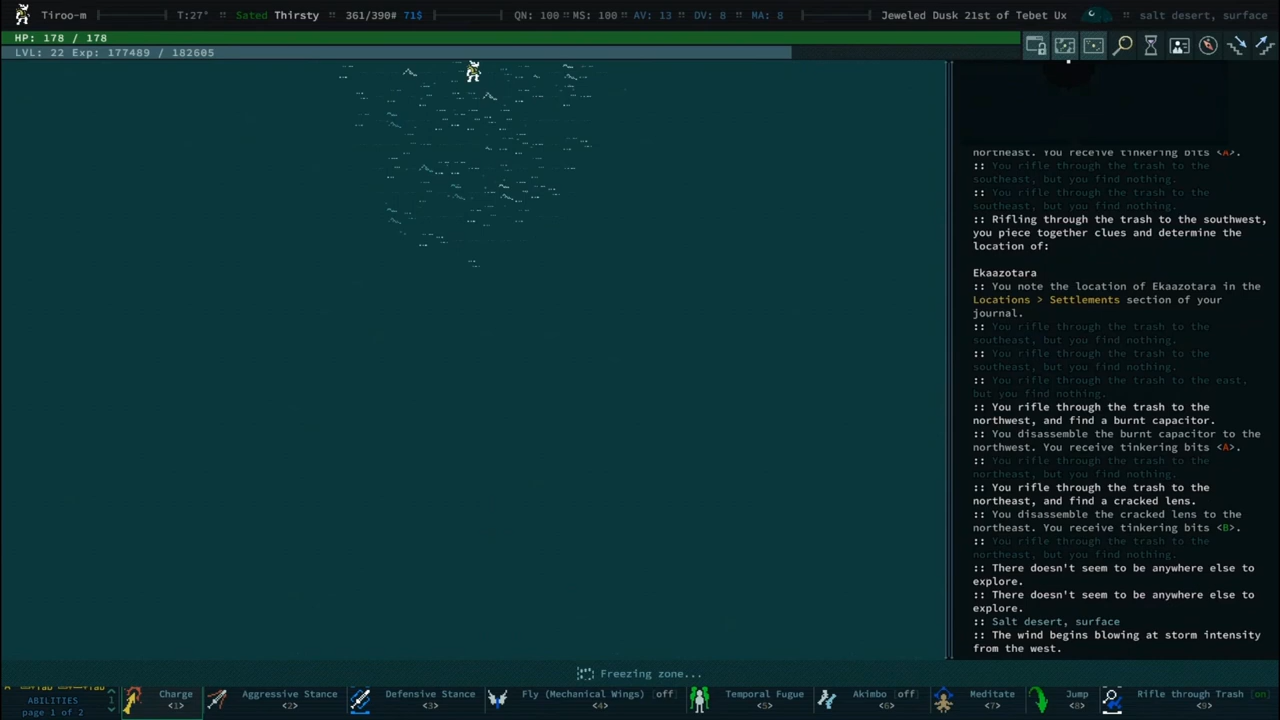 Tiroo-m T:27° :: Sated Thirsty :: 361/390# 71$ QN: 100 :: MS: 100 :: AV: 13 :: DV: 8 :: MA: 8 Jeweled Dusk 21st of Tebet Ux :: salt desert, surface
HP: 178 / 178
LVL: 22 Exp: 177489 / 182605
northeast. You receive tinkering bits <A>.
:: You rifle through the trash to the
southeast, but you find nothing.
:: You rifle through the trash to the
southeast, but you find nothing.
:: Rifling through the trash to the southwest,
you piece together clues and determine the
location of:
Ekaazotara
:: You note the location of Ekaazotara in the
Locations > Settlements section of your
journal.
:: You rifle through the trash to the
southeast, but you find nothing.
:: You rifle through the trash to the
southeast, but you find nothing.
:: You rifle through the trash to the east,
but you find nothing.
:: You rifle through the trash to the
northwest, and find a burnt capacitor.
:: You disassemble the burnt capacitor to the
northwest. You receive tinkering bits <A>.
:: You rifle through the trash to the
northeast, but you find nothing.
:: You rifle through the trash to the
northeast, and find a cracked lens.
:: You disassemble the cracked lens to the
northeast. You receive tinkering bits <B>.
:: You rifle through the trash to the
northeast, but you find nothing.
:: There doesn't seem to be anywhere else to
explore.
:: There doesn't seem to be anywhere else to
explore.
:: Salt desert, surface
:: The wind begins blowing at storm intensity
from the west.
Freezing zone...
ABILITIES
page 1 of 2
1
2
Charge
<1>
Aggressive Stance
<2>
Defensive Stance
<3>
Fly (Mechanical Wings) [off]
<4>
Temporal Fugue
<5>
Akimbo [off]
<6>
Meditate
<7>
Jump
<8>
Rifle through Trash [on]
<9>